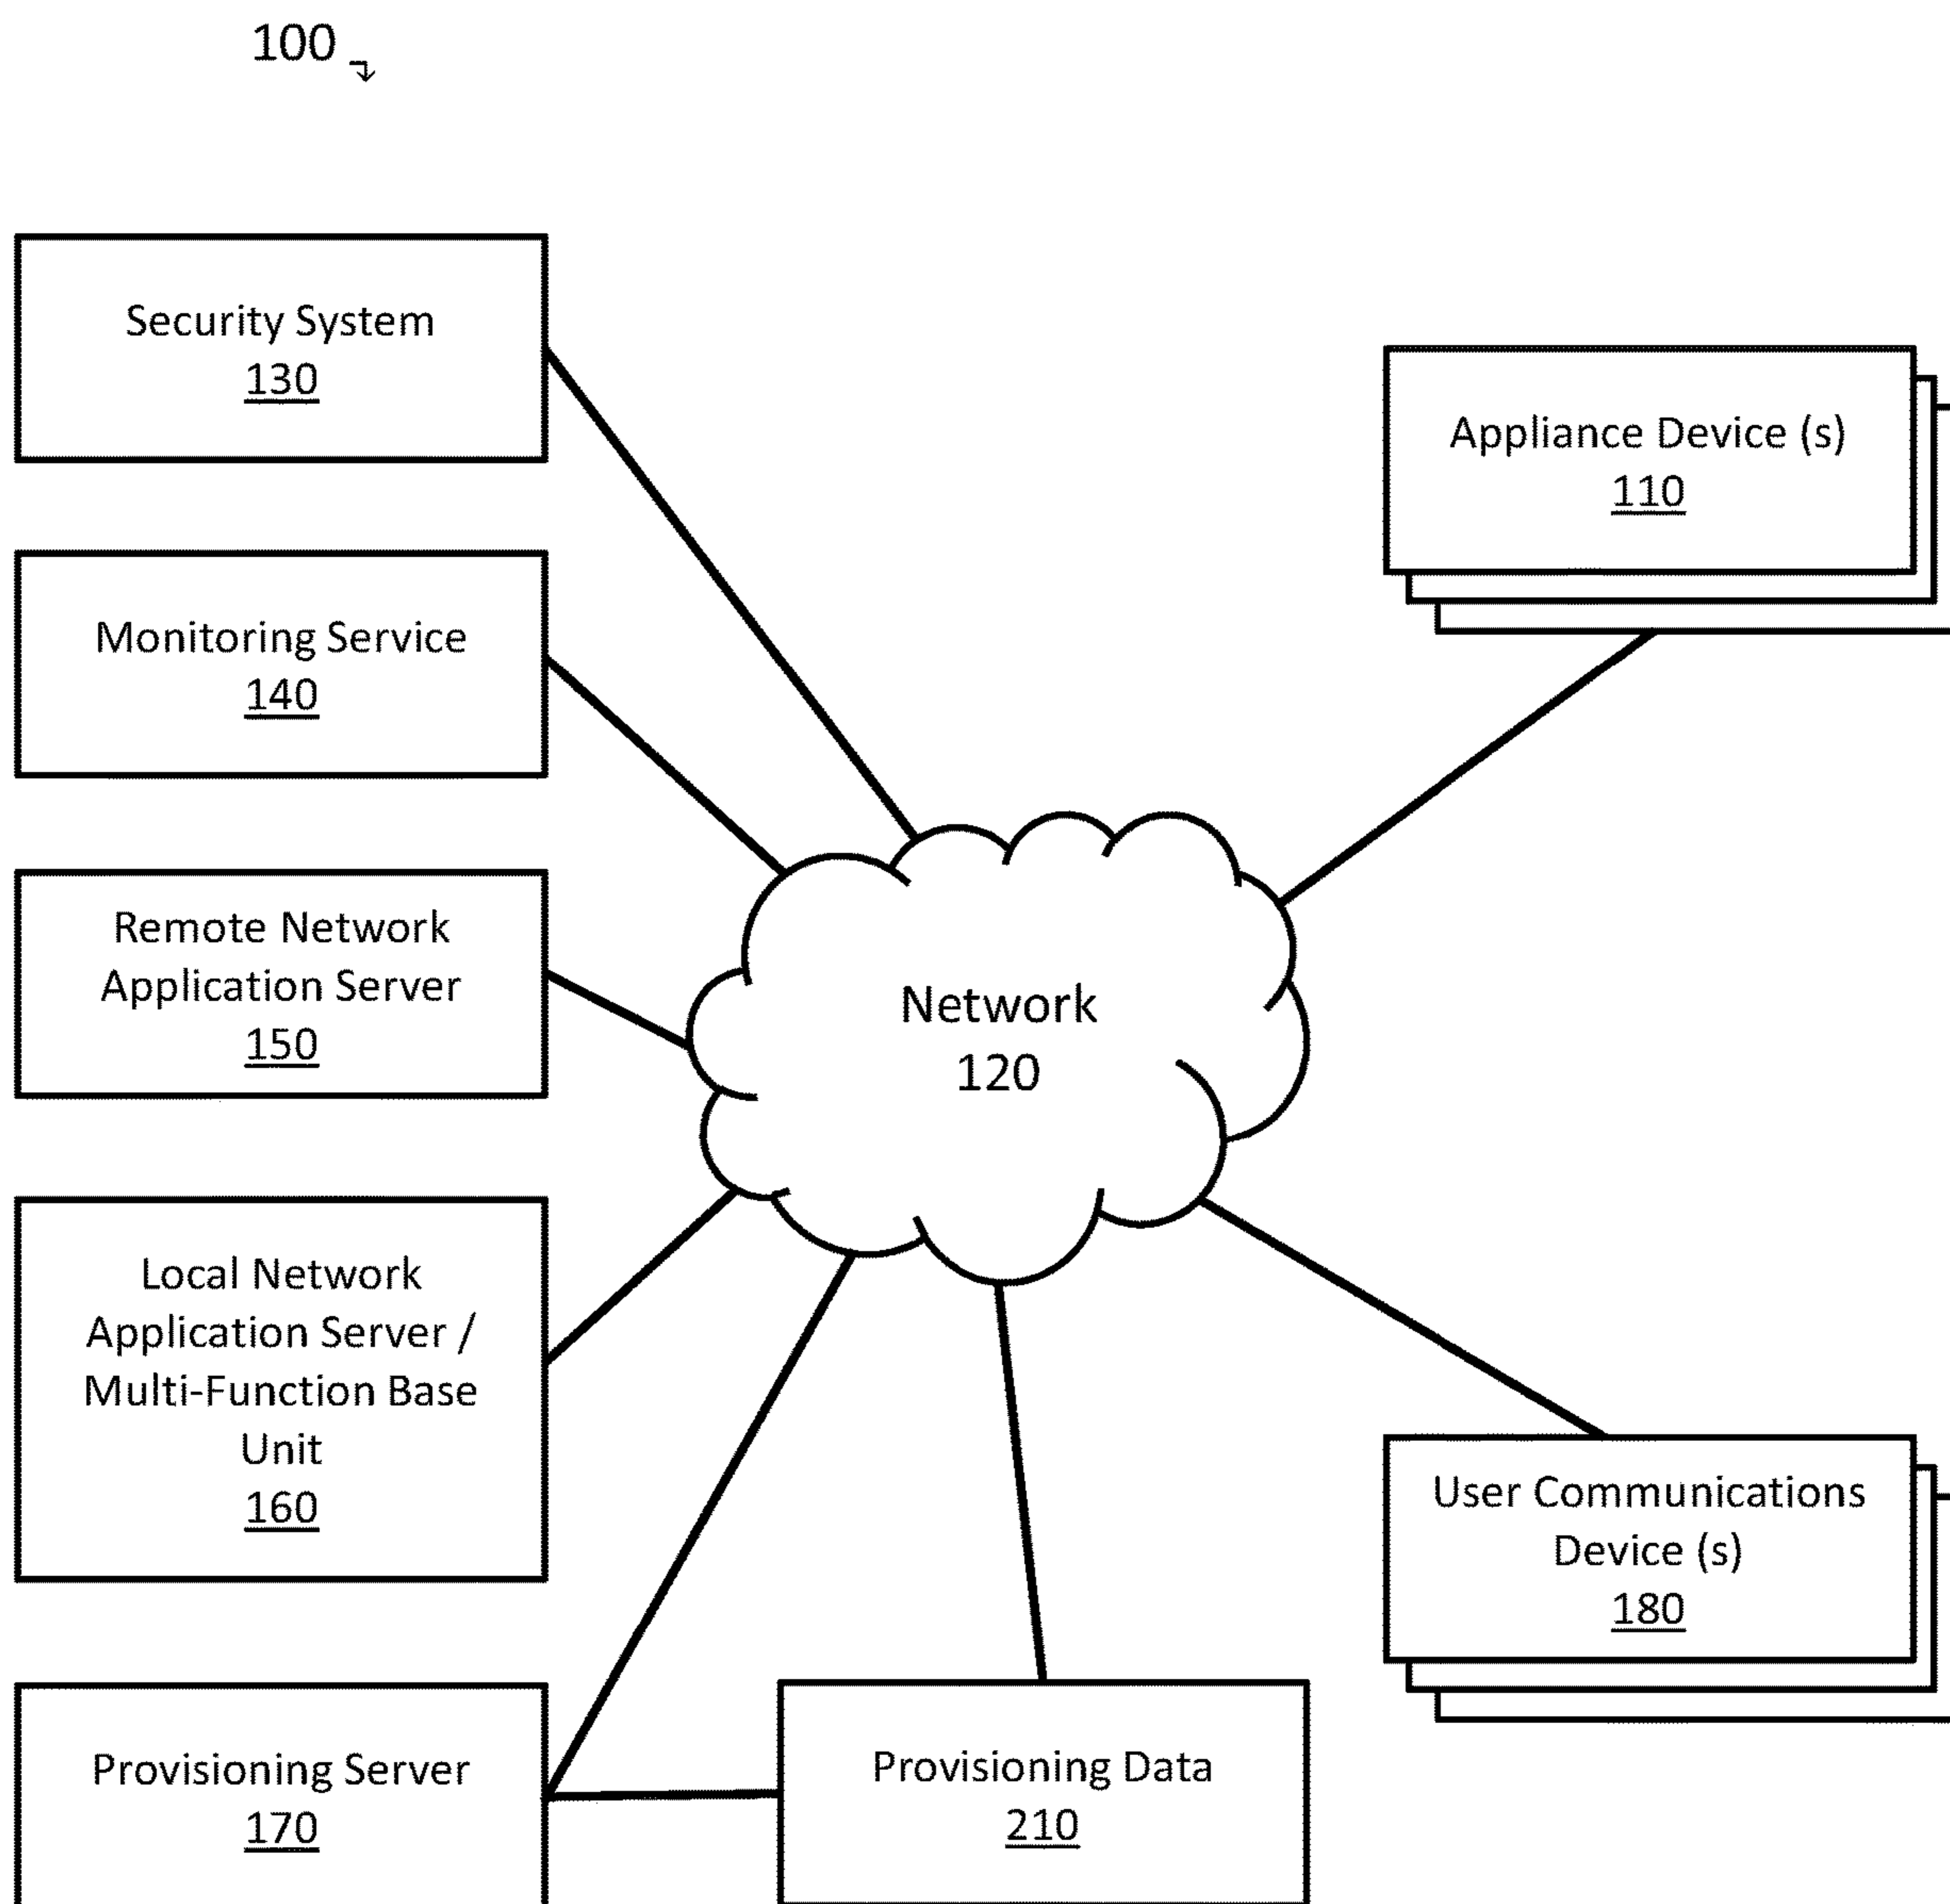 100
Security System
130
Appliance Device (s)
110
Monitoring Service
140
Remote Network
Application Server
150
Network
120
Local Network
Application Server /
Multi-Function Base
Unit
160
User Communications
Device (s)
180
Provisioning Server
170
Provisioning Data
210